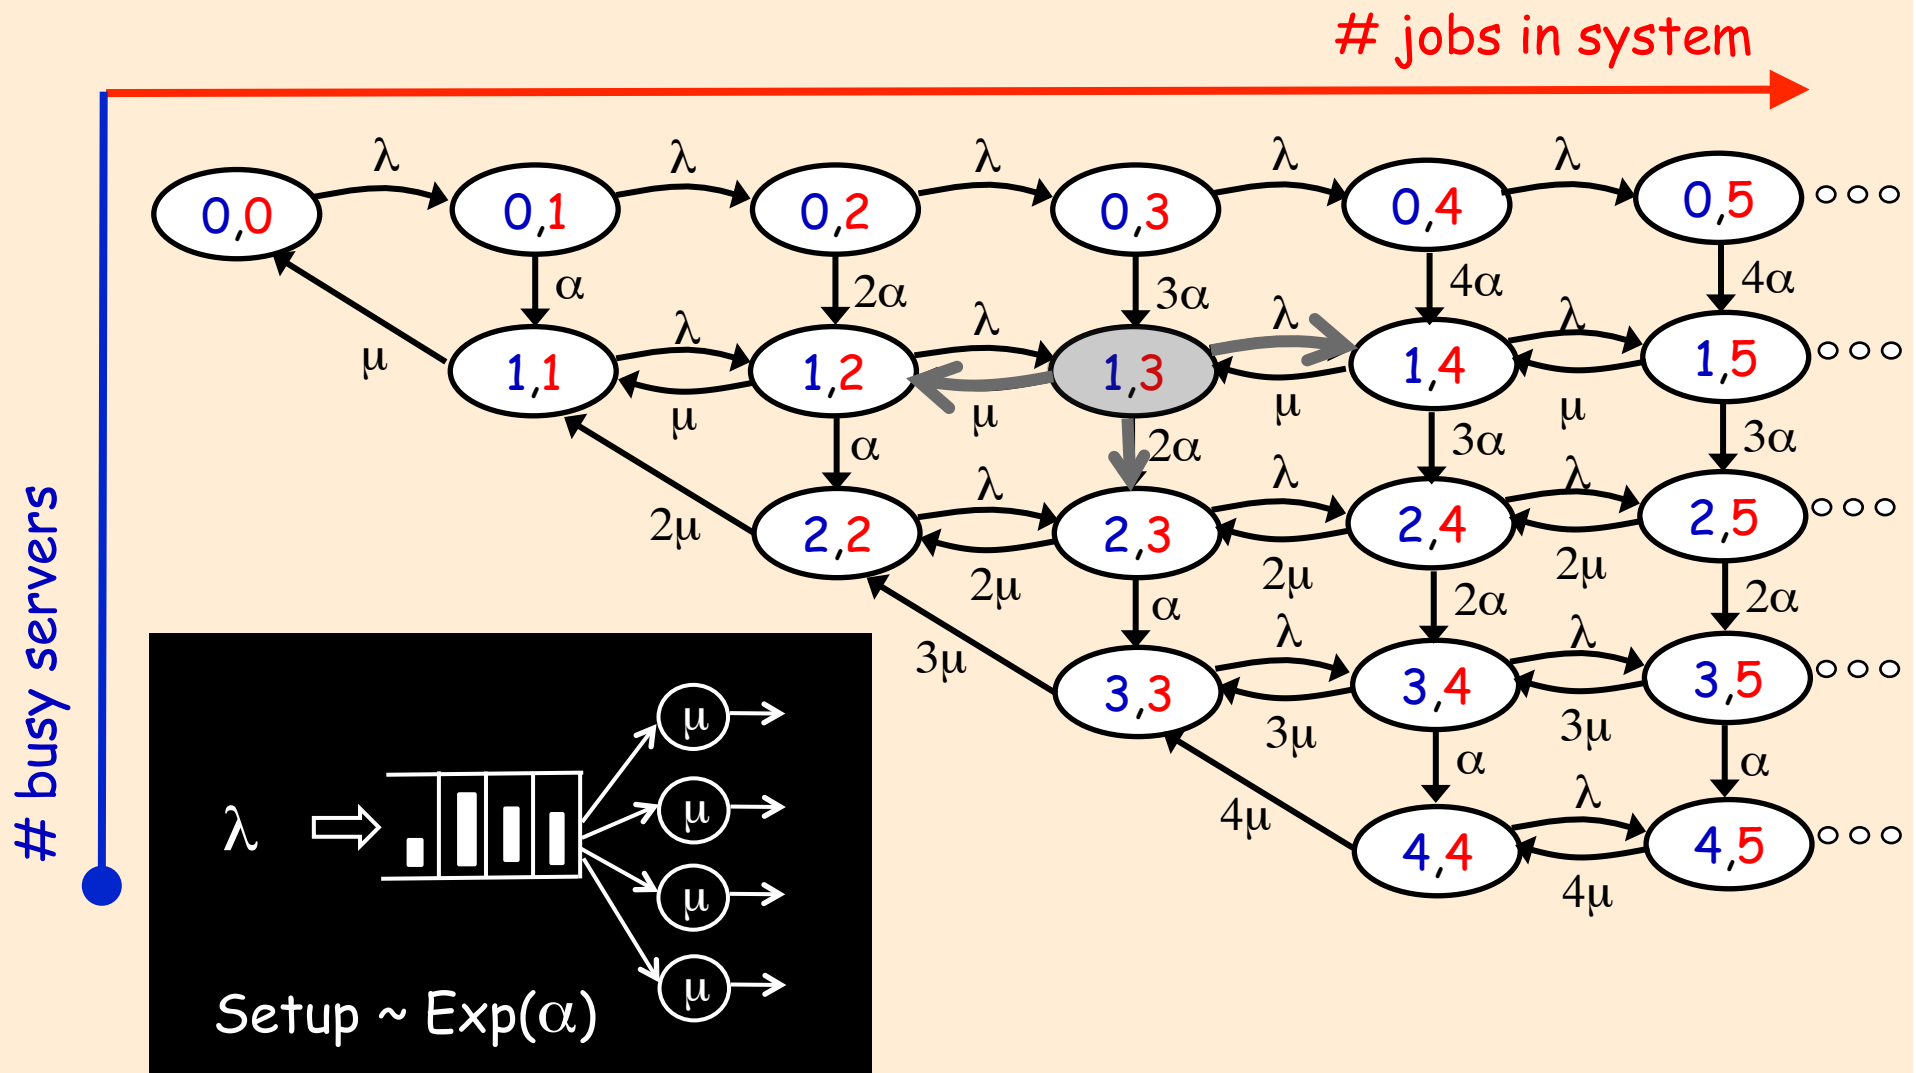 # jobs in system
λ λ λ λ λ
0,0 0,1 0,2 0,3 0,4 0,5
α 2α 3α 4α 4α
μ λ λ λ λ
1,1 1,2 1,3 1,4 1,5
μ μ μ μ
α 2α 3α 3α
2μ λ λ λ
2,2 2,3 2,4 2,5
2μ 2μ 2μ
α 2α 2α
3μ λ λ
3,3 3,4 3,5
3μ 3μ
α α
4μ λ
4,4 4,5
4μ
# busy servers
λ
μ
μ
μ
μ
Setup ~ Exp(α)